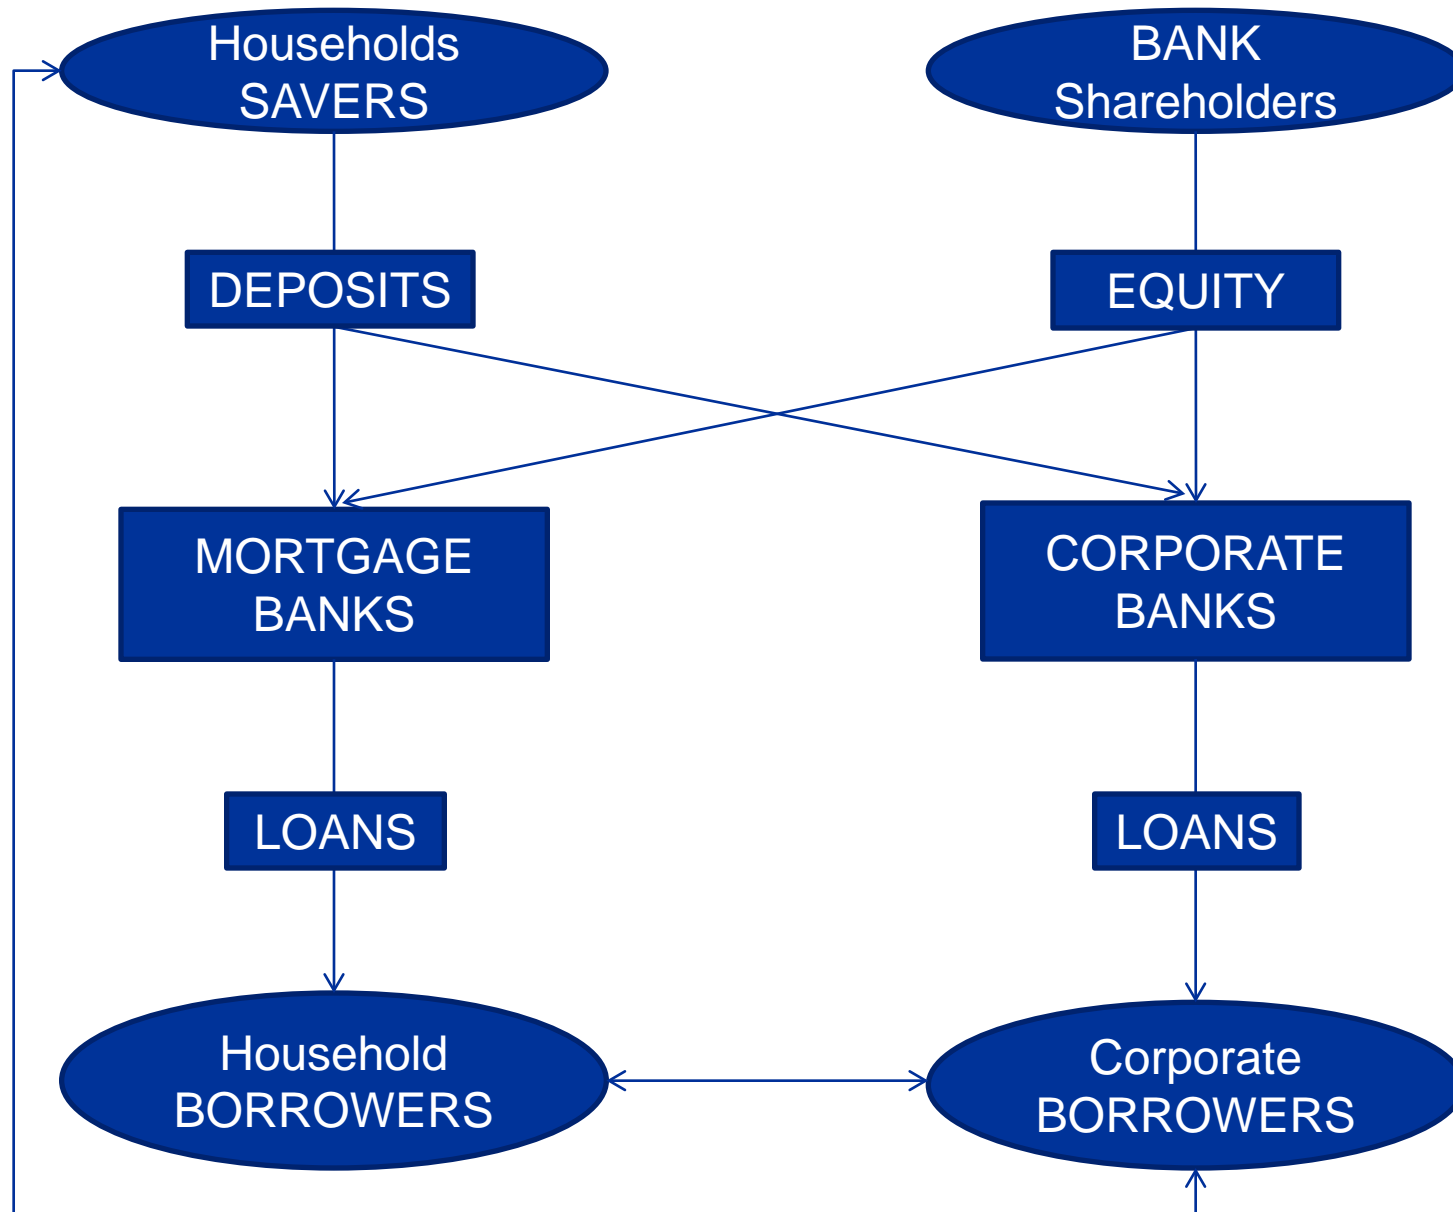 Households
SAVERS
BANK
Shareholders
DEPOSITS
EQUITY
MORTGAGE
BANKS
CORPORATE
BANKS
LOANS
LOANS
Household
BORROWERS
Corporate
BORROWERS